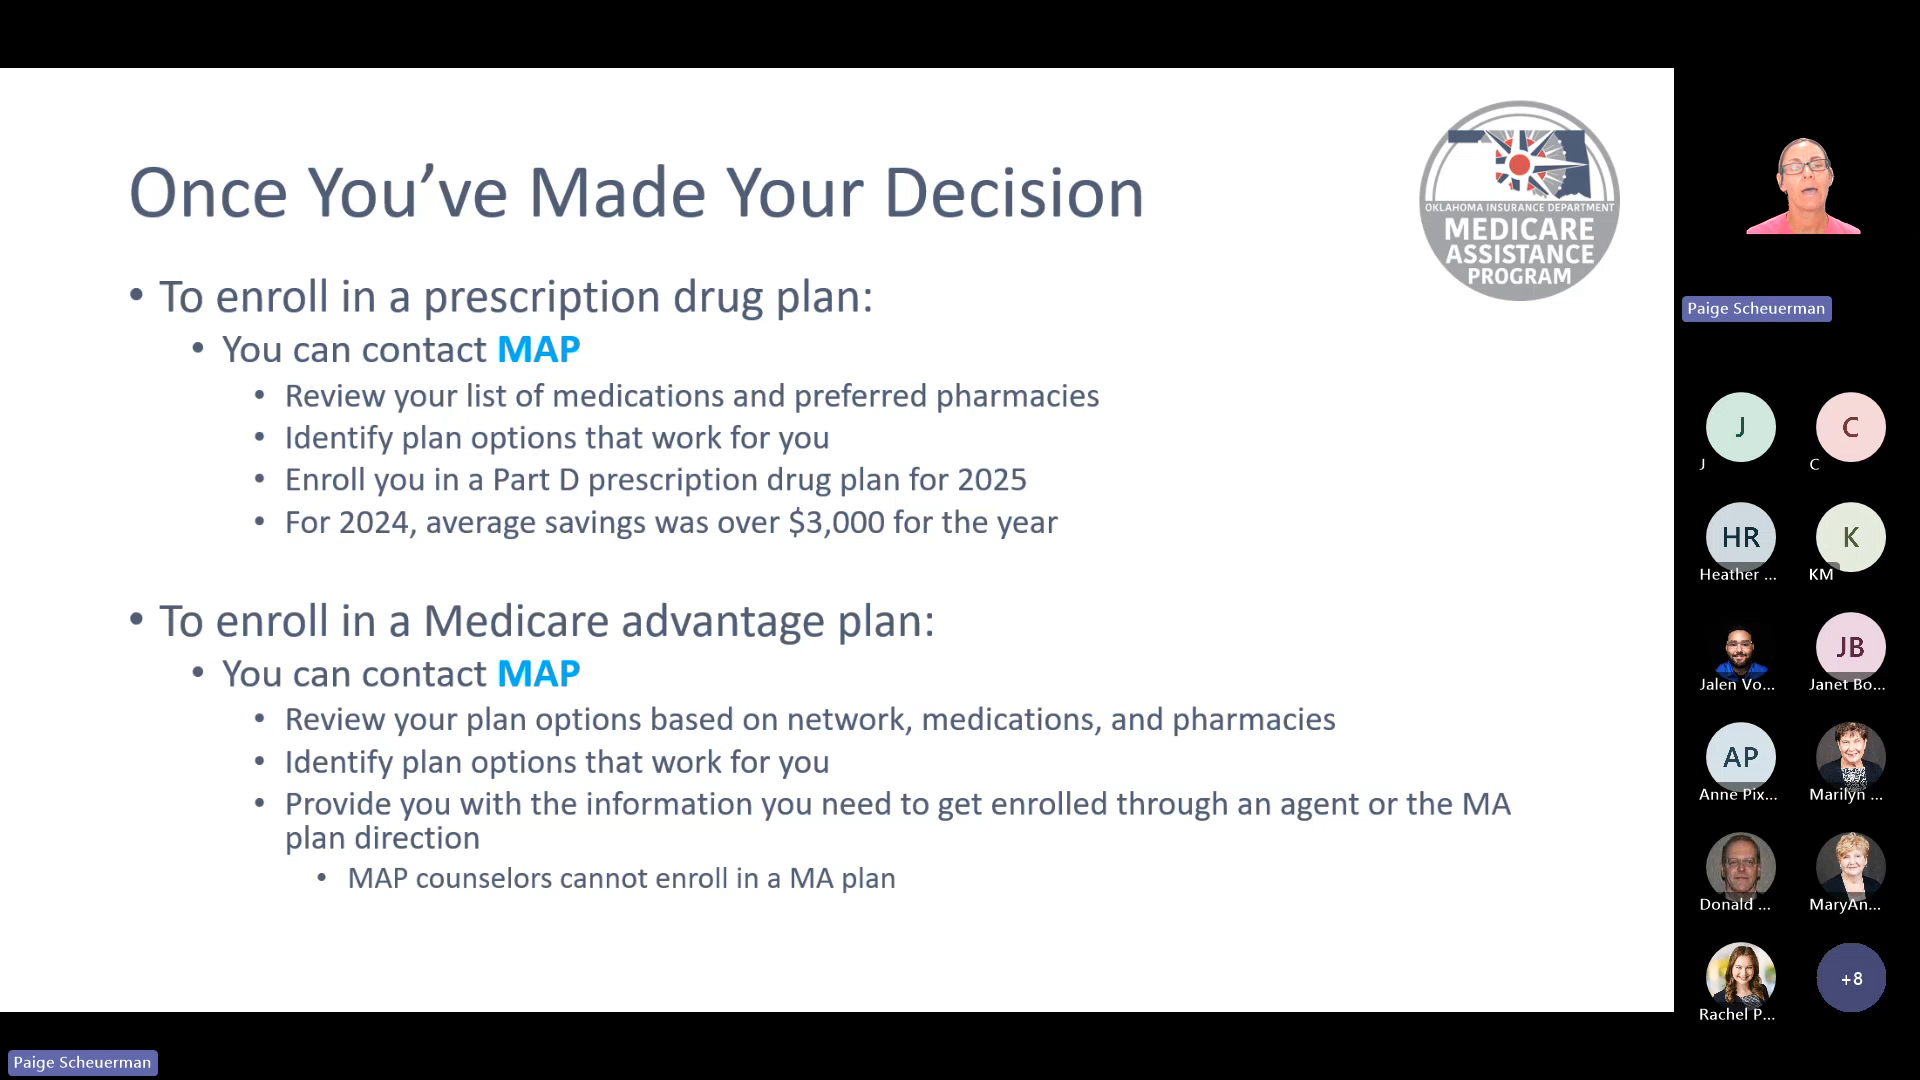 Once You’ve Made Your Decision
OKLAHOMA INSURANCE DEPARTMENT
MEDICARE
ASSISTANCE
PROGRAM
• To enroll in a prescription drug plan:
• You can contact MAP
• Review your list of medications and preferred pharmacies
• Identify plan options that work for you
• Enroll you in a Part D prescription drug plan for 2025
• For 2024, average savings was over $3,000 for the year
• To enroll in a Medicare advantage plan:
• You can contact MAP
• Review your plan options based on network, medications, and pharmacies
• Identify plan options that work for you
• Provide you with the information you need to get enrolled through an agent or the MA
plan direction
• MAP counselors cannot enroll in a MA plan
Paige Scheuerman
J
C
J
C
HR
K
Heather ...
KM
JB
Jalen Vo...
Janet Bo...
AP
Anne Pix...
Marilyn ...
Donald ...
MaryAn...
+8
Rachel P...
Paige Scheuerman